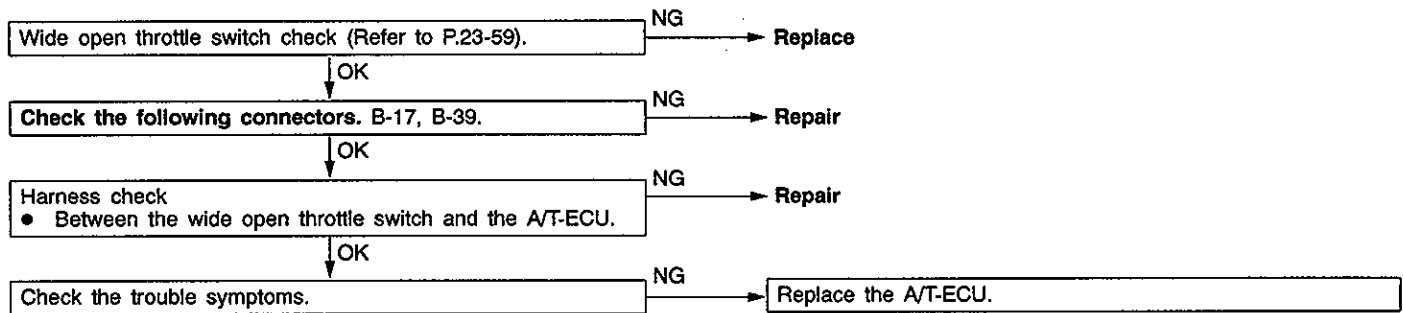 Wide open throttle switch check (Refer to P.23-59).
NG
Replace
OK
Check the following connectors. B-17, B-39.
NG
Repair
OK
Harness check
● Between the wide open throttle switch and the A/T-ECU.
NG
Repair
OK
Check the trouble symptoms.
NG
Replace the A/T-ECU.